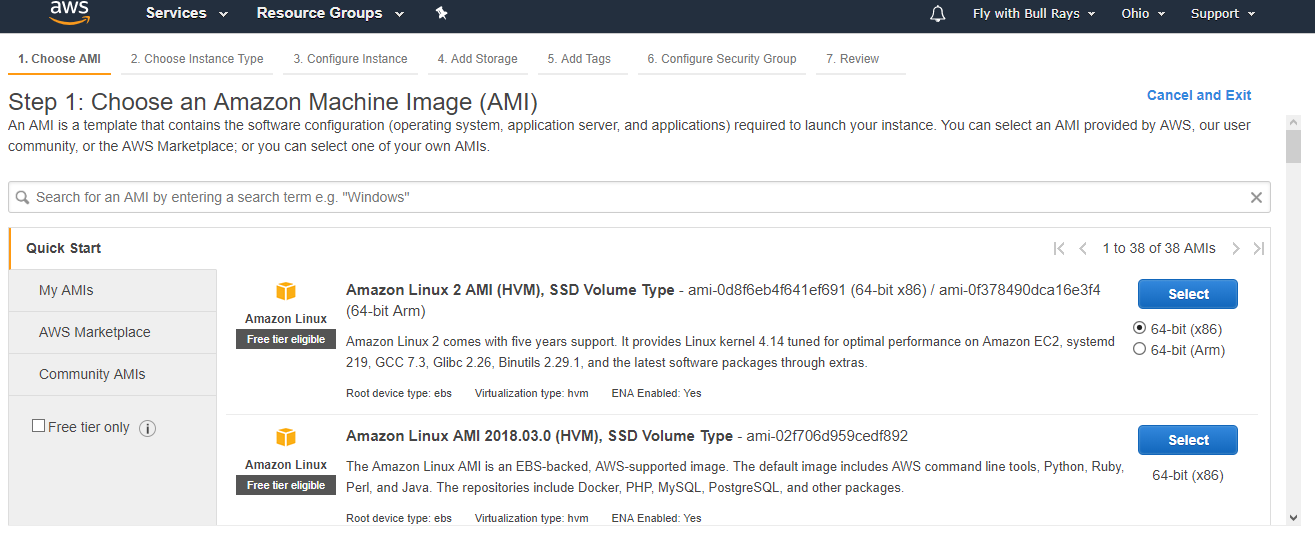 aws Services Resource Groups Fly with Bull Rays Ohio Support
1. Choose AMI 2. Choose Instance Type 3. Configure Instance 4. Add Storage 5. Add Tags 6. Configure Security Group 7. Review
Step 1: Choose an Amazon Machine Image (AMI)
Cancel and Exit
An AMI is a template that contains the software configuration (operating system, application server, and applications) required to launch your instance. You can select an AMI provided by AWS, our user
community, or the AWS Marketplace; or you can select one of your own AMIs.
Search for an AMI by entering a search term e.g. "Windows"
Quick Start
1 to 38 of 38 AMIs
My AMIs
AWS Marketplace
Community AMIs
Free tier only
Amazon Linux
Free tier eligible
Amazon Linux 2 AMI (HVM), SSD Volume Type - ami-0d8f6eb4f641ef691 (64-bit x86) / ami-0f378490dca16e3f4
(64-bit Arm)
Amazon Linux 2 comes with five years support. It provides Linux kernel 4.14 tuned for optimal performance on Amazon EC2, systemd
219, GCC 7.3, Glibc 2.26, Binutils 2.29.1, and the latest software packages through extras.
Root device type: ebs Virtualization type: hvm ENA Enabled: Yes
Select
64-bit (x86)
64-bit (Arm)
Amazon Linux
Free tier eligible
Amazon Linux AMI 2018.03.0 (HVM), SSD Volume Type - ami-02f706d959cedf892
The Amazon Linux AMI is an EBS-backed, AWS-supported image. The default image includes AWS command line tools, Python, Ruby,
Perl, and Java. The repositories include Docker, PHP, MySQL, PostgreSQL, and other packages.
Root device type: ebs Virtualization type: hvm ENA Enabled: Yes
Select
64-bit (x86)